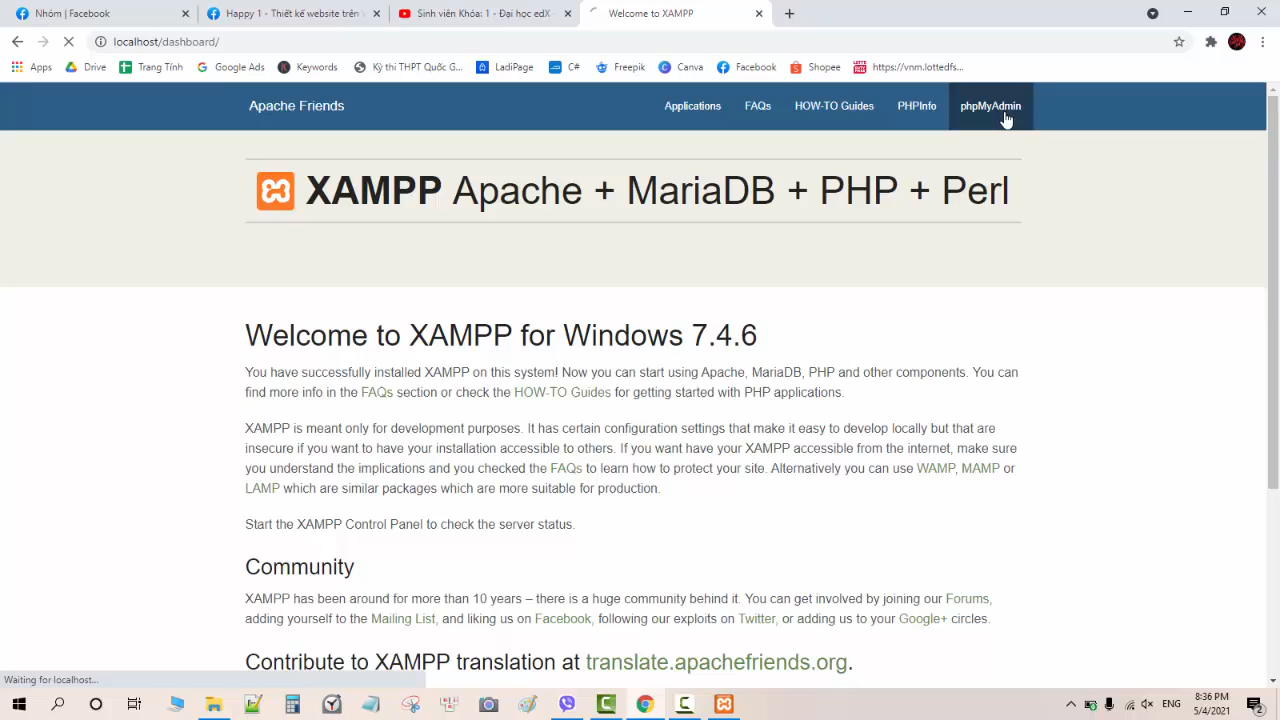 Nhóm | Facebook
Happy 1 - Thiết kế website trên
Sinh viên Khóa: 1 - Đại học edX
Welcome to XAMPP
localhost/dashboard/
Apps
Drive
Trang Tính
Google Ads
Keywords
Kỳ thi THPT Quốc G...
LadiPage
C#
Freepik
Canva
Facebook
Shopee
https://vnm.lottedfs...
Apache Friends
Applications
FAQs
HOW-TO Guides
PHPInfo
phpMyAdmin
XAMPP Apache + MariaDB + PHP + Perl
Welcome to XAMPP for Windows 7.4.6
You have successfully installed XAMPP on this system! Now you can start using Apache, MariaDB, PHP and other components. You can
find more info in the FAQs section or check the HOW-TO Guides for getting started with PHP applications.
XAMPP is meant only for development purposes. It has certain configuration settings that make it easy to develop locally but that are
insecure if you want to have your installation accessible to others. If you want have your XAMPP accessible from the internet, make sure
you understand the implications and you checked the FAQs to learn how to protect your site. Alternatively you can use WAMP, MAMP or
LAMP which are similar packages which are more suitable for production.
Start the XAMPP Control Panel to check the server status.
Community
XAMPP has been around for more than 10 years – there is a huge community behind it. You can get involved by joining our Forums,
adding yourself to the Mailing List, and liking us on Facebook, following our exploits on Twitter, or adding us to your Google+ circles.
Contribute to XAMPP translation at translate.apachefriends.org.
Waiting for localhost...
ENG
8:36 PM
5/4/2021
2